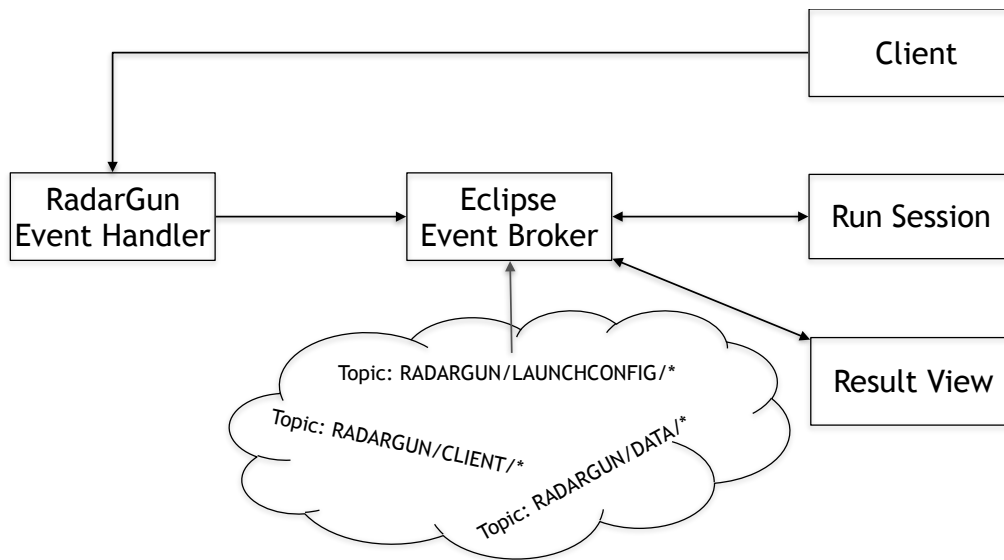 Client
RadarGun
Event Handler
Eclipse
Event Broker
Run Session
Result View
Topic: RADARGUN/LAUNCHCONFIG/*
Topic: RADARGUN/CLIENT/*
Topic: RADARGUN/DATA/*